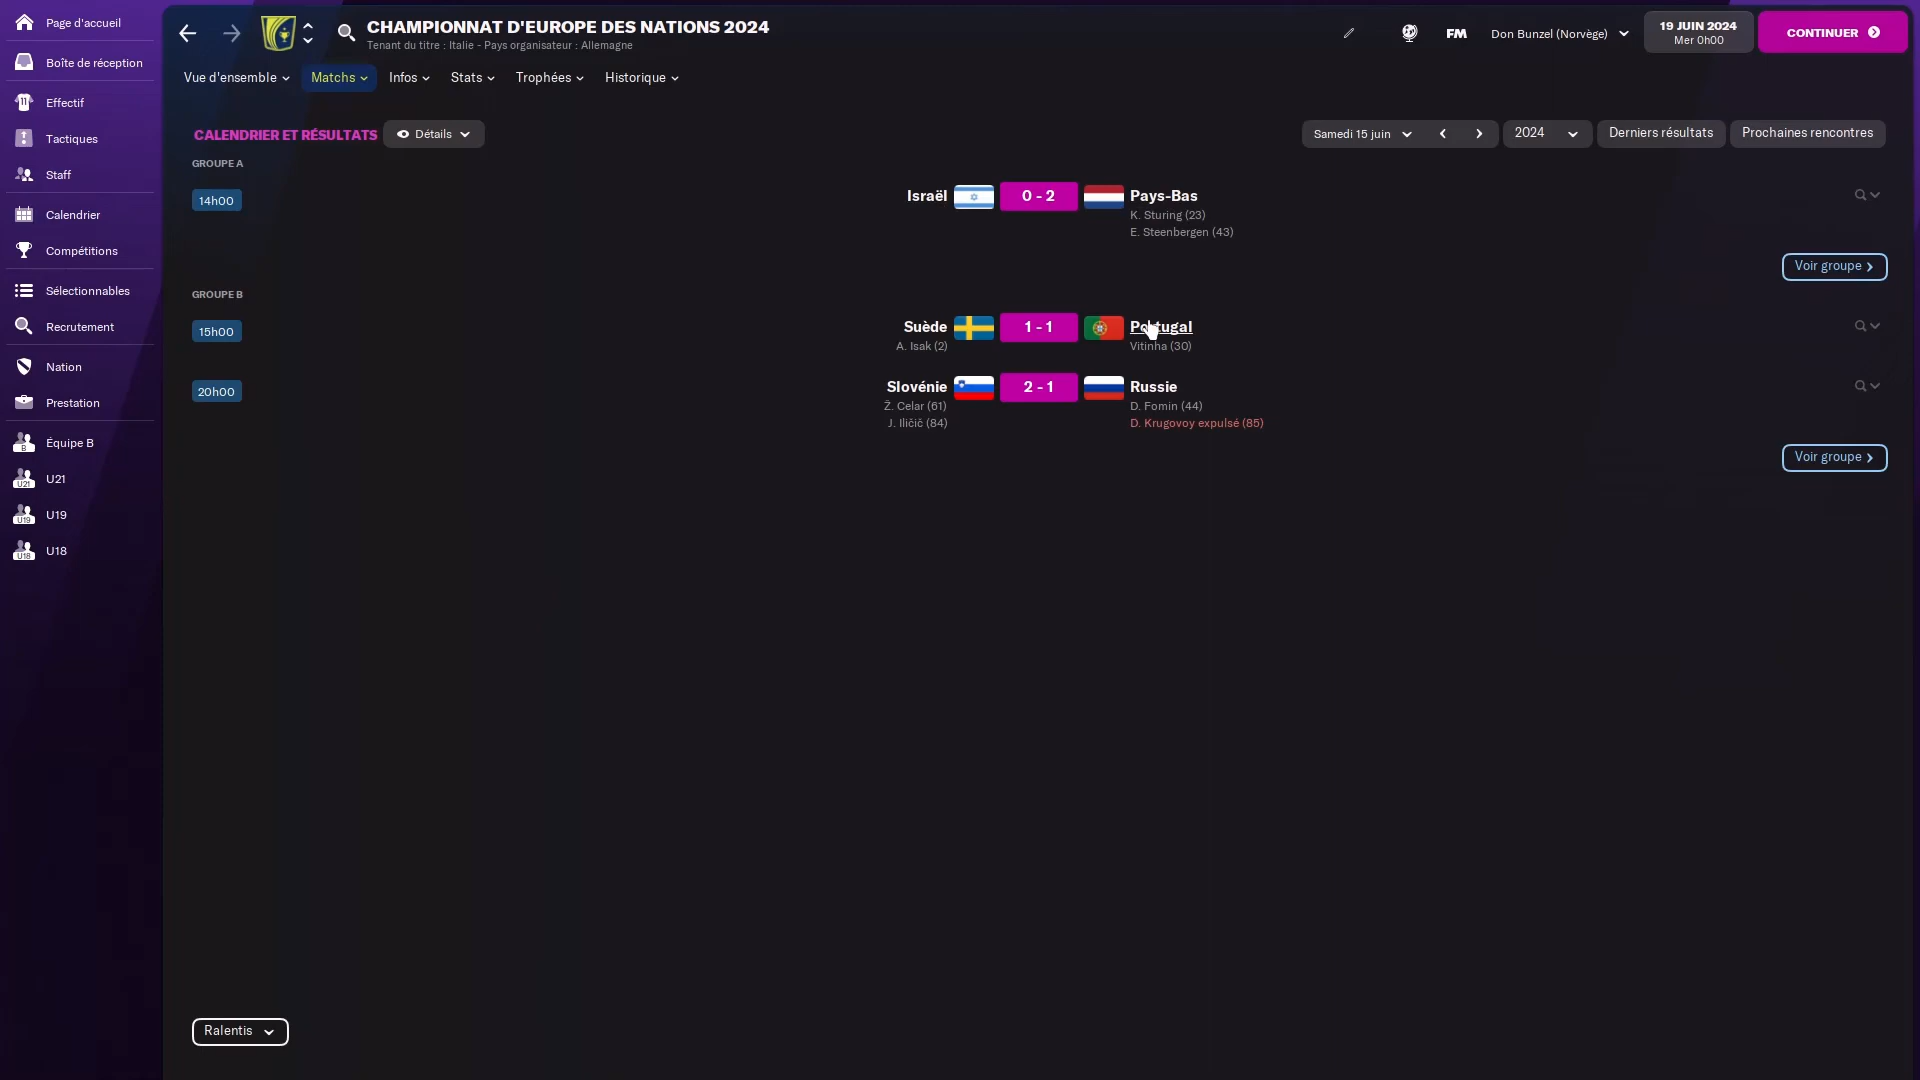 Page d'accueil
Boîte de réception
Effectif
Tactiques
Staff
Calendrier
Compétitions
Sélectionnables
Recrutement
Nation
Prestation
Équipe B
U21
U19
U18
CHAMPIONNAT D'EUROPE DES NATIONS 2024
Tenant du titre : Italie - Pays organisateur : Allemagne
FM
Don Bunzel (Norvège)
19 JUIN 2024
Mer 0h00
CONTINUER
Vue d'ensemble Matchs Infos Stats Trophées Historique
CALENDRIER ET RÉSULTATS Détails Samedi 15 juin 2024 Derniers résultats Prochaines rencontres
GROUPE A
14h00 Israël 0 - 2 Pays-Bas
K. Sturing (23)
E. Steenbergen (43)
Voir groupe
GROUPE B
15h00 Suède 1 - 1 Portugal
A. Isak (2) Vitinha (30)
20h00 Slovénie 2 - 1 Russie
Ž. Celar (61) D. Fomin (44)
J. Iličič (84) D. Krugovoy expulsé (85)
Voir groupe
Ralentis